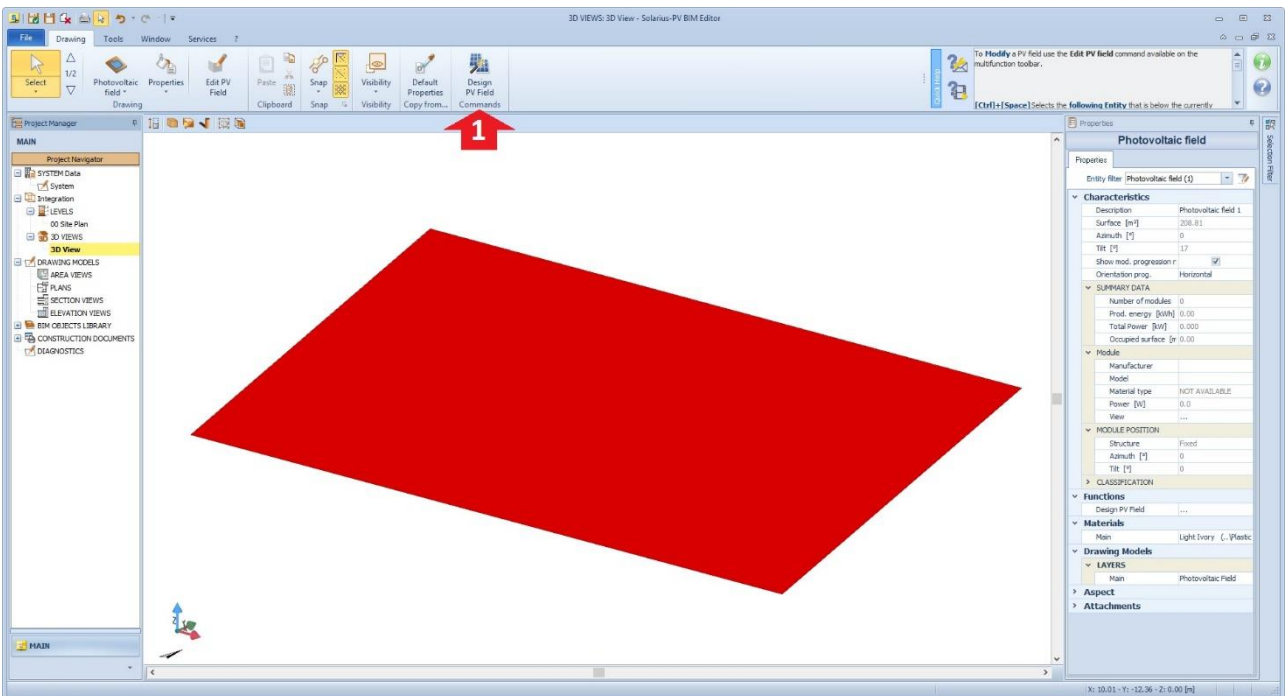 3D VIEWS: 3D View - Solarius-PV BIM Editor
File Drawing Tools Window Services ?
Select
1/2
Photovoltaic field
Properties
Edit PV Field
Drawing
Paste
Clipboard
Snap
Snap
Visibility
Visibility
Default Properties
Copy from...
Design PV Field
Commands
Quick Help
To Modify a PV field use the Edit PV field command available on the
multifunction toolbar.
[Ctrl]+[Space]Selects the following Entity that is below the currently
1
Project Manager
MAIN
Project Navigator
SYSTEM Data
System
Integration
LEVELS
00 Site Plan
3D VIEWS
3D View
DRAWING MODELS
AREA VIEWS
PLANS
SECTION VIEWS
ELEVATION VIEWS
BIM OBJECTS LIBRARY
CONSTRUCTION DOCUMENTS
DIAGNOSTICS
MAIN
Z
Properties
Photovoltaic field
Properties
Entity filter Photovoltaic field (1)
Characteristics
Description Photovoltaic field 1
Surface [m²] 208.81
Azimuth [°] 0
Tilt [°] 17
Show mod. progression r
Orientation prog. Horizontal
SUMMARY DATA
Number of modules 0
Prod. energy [kWh] 0.00
Total Power [kW] 0.000
Occupied surface [m 0.00
Module
Manufacturer
Model
Material type NOT AVAILABLE
Power [W] 0.0
View ...
MODULE POSITION
Structure Fixed
Azimuth [°] 0
Tilt [°] 0
CLASSIFICATION
Functions
Design PV Field ...
Materials
Main Light Ivory (...\Plastic
Drawing Models
LAYERS
Main Photovoltaic Field
Aspect
Attachments
Selection Filter
X: 10.01 - Y: -12.36 - Z: 0.00 [m]